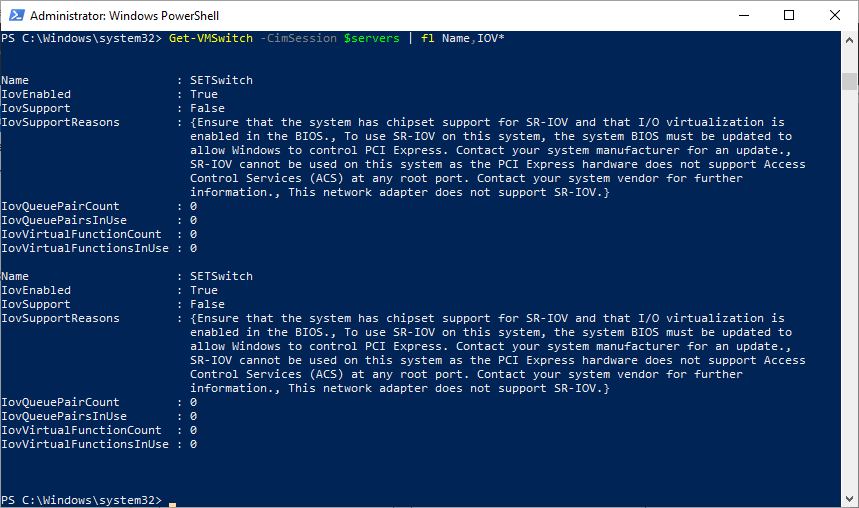 Administrator: Windows PowerShell
PS C:\Windows\system32> Get-VMSwitch -CimSession $servers | fl Name,IOV*
Name                     : SETSwitch
IovEnabled               : True
IovSupport               : False
IovSupportReasons        : {Ensure that the system has chipset support for SR-IOV and that I/O virtualization is
                           enabled in the BIOS., To use SR-IOV on this system, the system BIOS must be updated to
                           allow Windows to control PCI Express. Contact your system manufacturer for an update.,
                           SR-IOV cannot be used on this system as the PCI Express hardware does not support Access
                           Control Services (ACS) at any root port. Contact your system vendor for further
                           information., This network adapter does not support SR-IOV.}
IovQueuePairCount        : 0
IovQueuePairsInUse       : 0
IovVirtualFunctionCount  : 0
IovVirtualFunctionsInUse : 0
Name                     : SETSwitch
IovEnabled               : True
IovSupport               : False
IovSupportReasons        : {Ensure that the system has chipset support for SR-IOV and that I/O virtualization is
                           enabled in the BIOS., To use SR-IOV on this system, the system BIOS must be updated to
                           allow Windows to control PCI Express. Contact your system manufacturer for an update.,
                           SR-IOV cannot be used on this system as the PCI Express hardware does not support Access
                           Control Services (ACS) at any root port. Contact your system vendor for further
                           information., This network adapter does not support SR-IOV.}
IovQueuePairCount        : 0
IovQueuePairsInUse       : 0
IovVirtualFunctionCount  : 0
IovVirtualFunctionsInUse : 0
PS C:\Windows\system32>